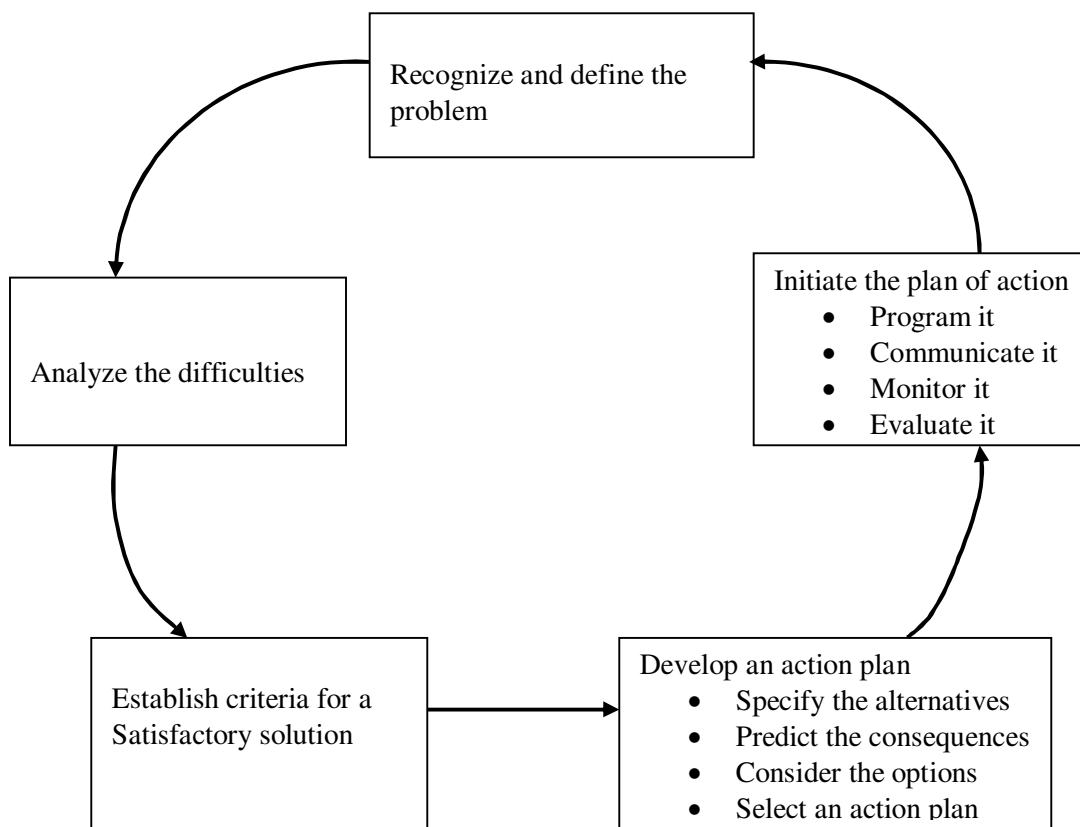 Recognize and define the
problem
Analyze the difficulties
Establish criteria for a
Satisfactory solution
Develop an action plan
• Specify the alternatives
• Predict the consequences
• Consider the options
• Select an action plan
Initiate the plan of action
• Program it
• Communicate it
• Monitor it
• Evaluate it